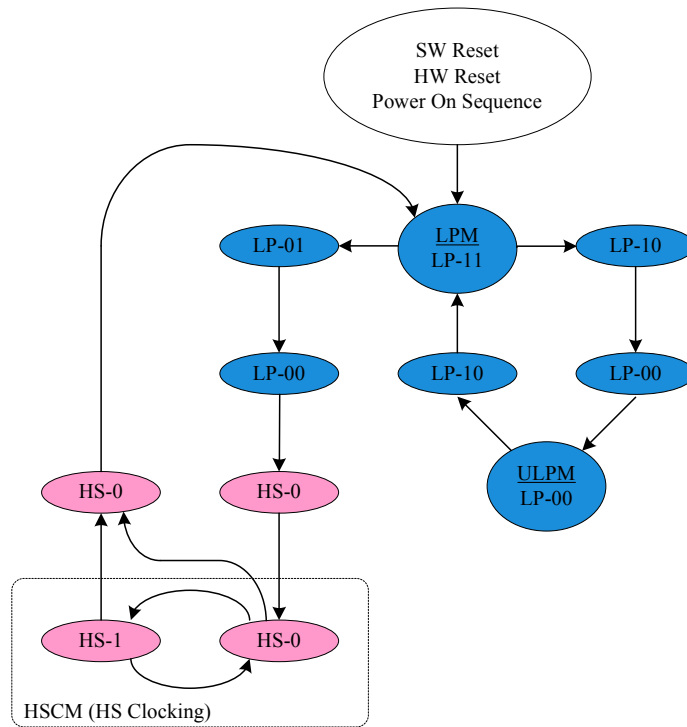 SW Reset
HW Reset
Power On Sequence
LPM
LP-11
LP-01
LP-10
LP-00
LP-10
LP-00
ULPM
LP-00
HS-0
HS-0
HS-1
HS-0
HSCM (HS Clocking)